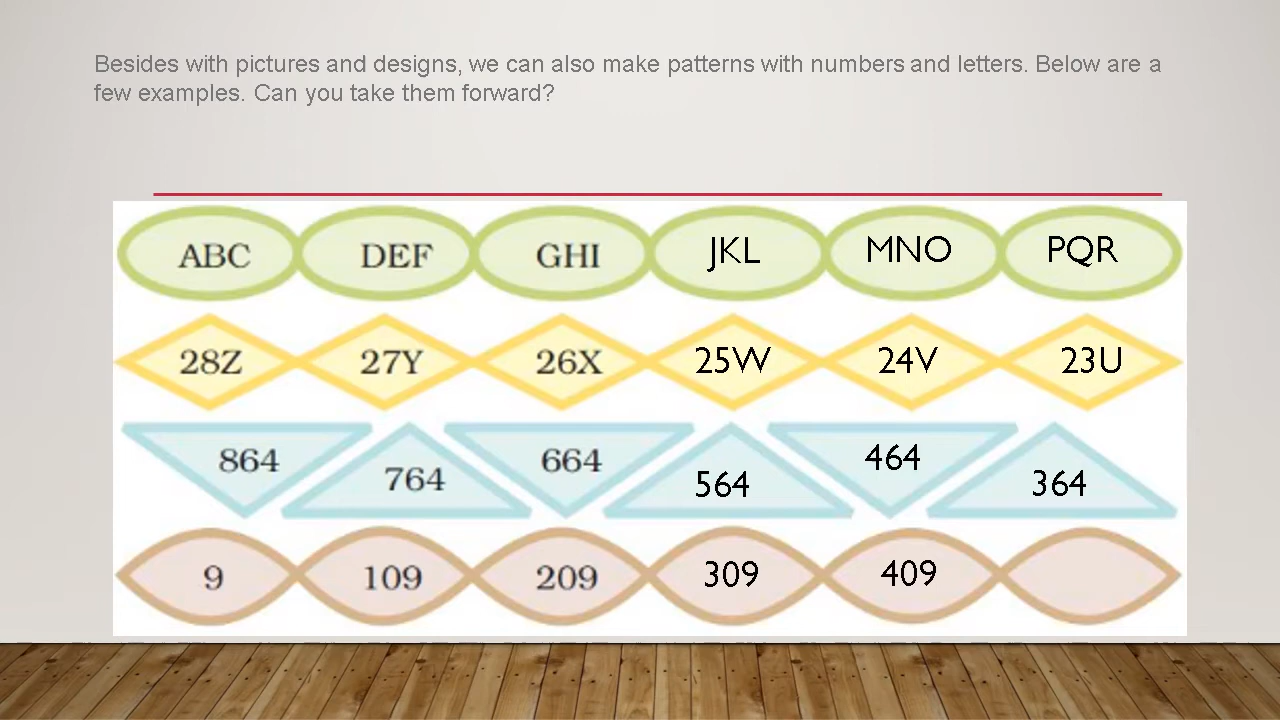 Besides with pictures and designs, we can also make patterns with numbers and letters. Below are a
few examples. Can you take them forward?
ABC DEF GHI JKL MNO PQR
28Z 27Y 26X 25W 24V 23U
864 764 664 564 464 364
9 109 209 309 409